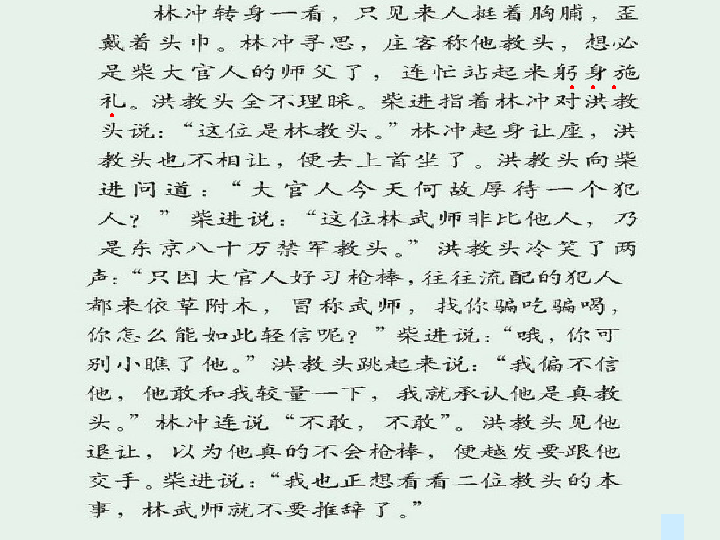 林冲转身一看，只见来人挺着胸脯，歪
戴着头巾。林冲寻思，庄客称他教头，想必
是柴大官人的师父了，连忙站起来躬身施
礼。洪教头全不理睬。柴进指着林冲对洪教
头说：“这位是林教头。”林冲起身让座，洪
教头也不相让，便去上首坐了。洪教头向柴
进问道：“大官人今天何故厚待一个犯
人？”柴进说：“这位林武师非比他人，乃
是东京八十万禁军教头。”洪教头冷笑了两
声：“只因大官人好习枪棒，往往流配的犯人
都来依草附木，冒称武师，找你骗吃骗喝，
你怎么能如此轻信呢？”柴进说：“哦，你可
别小瞧了他。”洪教头跳起来说：“我偏不信
他，他敢和我较量一下，我就承认他是真教
头。”林冲连说“不敢，不敢”。洪教头见他
退让，以为他真的不会枪棒，便越发要跟他
交手。柴进说：“我也正想看看二位教头的本
事，林武师就不要推辞了。”